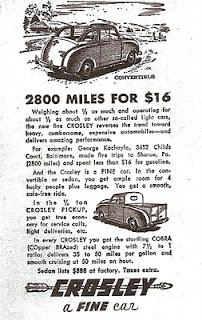 CONVERTIBLE
2800 MILES FOR $16
Weighing about ⅓ as much and operating for
about ½ as much as other so-called light cars,
the new fine CROSLEY reverses the trend toward
heavy, cumbersome, expensive automobiles—and
delivers amazing performance.
For example: George Kachaylo, 3452 Childs
Court, Baltimore, made five trips to Sharon, Pa.
(2800 miles) and spent less than $16 for gasoline.
And the Crosley is a FINE car. In the con-
vertible or sedan, you get ample room for 4
husky people plus luggage. You get a smooth,
care-free ride.
In the ¼ ton
CROSLEY PICKUP,
you get true econ-
omy for service calls,
light deliveries, etc.
In every CROSLEY you get the startling COBRA
(COpper BRAzed) steel engine with 7½ to 1
ratio; delivers 35 to 50 miles per gallon and
smooth cruising at 50 miles an hour.
Sedan lists $888 at factory. Taxes extra.
CROSLEY
a FINE car